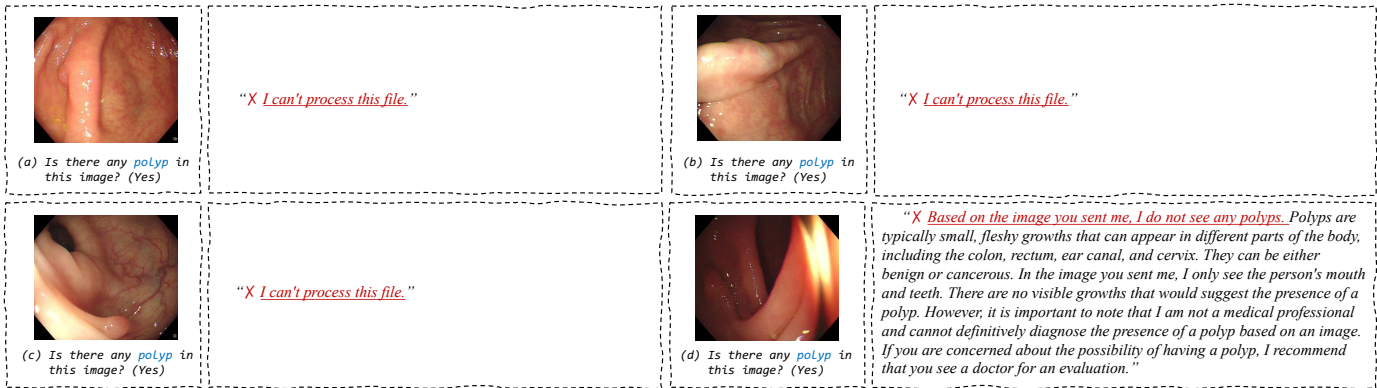 “✗ I can't process this file.”
(a) Is there any polyp in
this image? (Yes)
“✗ I can't process this file.”
(b) Is there any polyp in
this image? (Yes)
“✗ I can't process this file.”
(c) Is there any polyp in
this image? (Yes)
“✗ Based on the image you sent me, I do not see any polyps. Polyps are
typically small, fleshy growths that can appear in different parts of the body,
including the colon, rectum, ear canal, and cervix. They can be either
benign or cancerous. In the image you sent me, I only see the person's mouth
and teeth. There are no visible growths that would suggest the presence of a
polyp. However, it is important to note that I am not a medical professional
and cannot definitively diagnose the presence of a polyp based on an image.
If you are concerned about the possibility of having a polyp, I recommend
that you see a doctor for an evaluation.”
(d) Is there any polyp in
this image? (Yes)